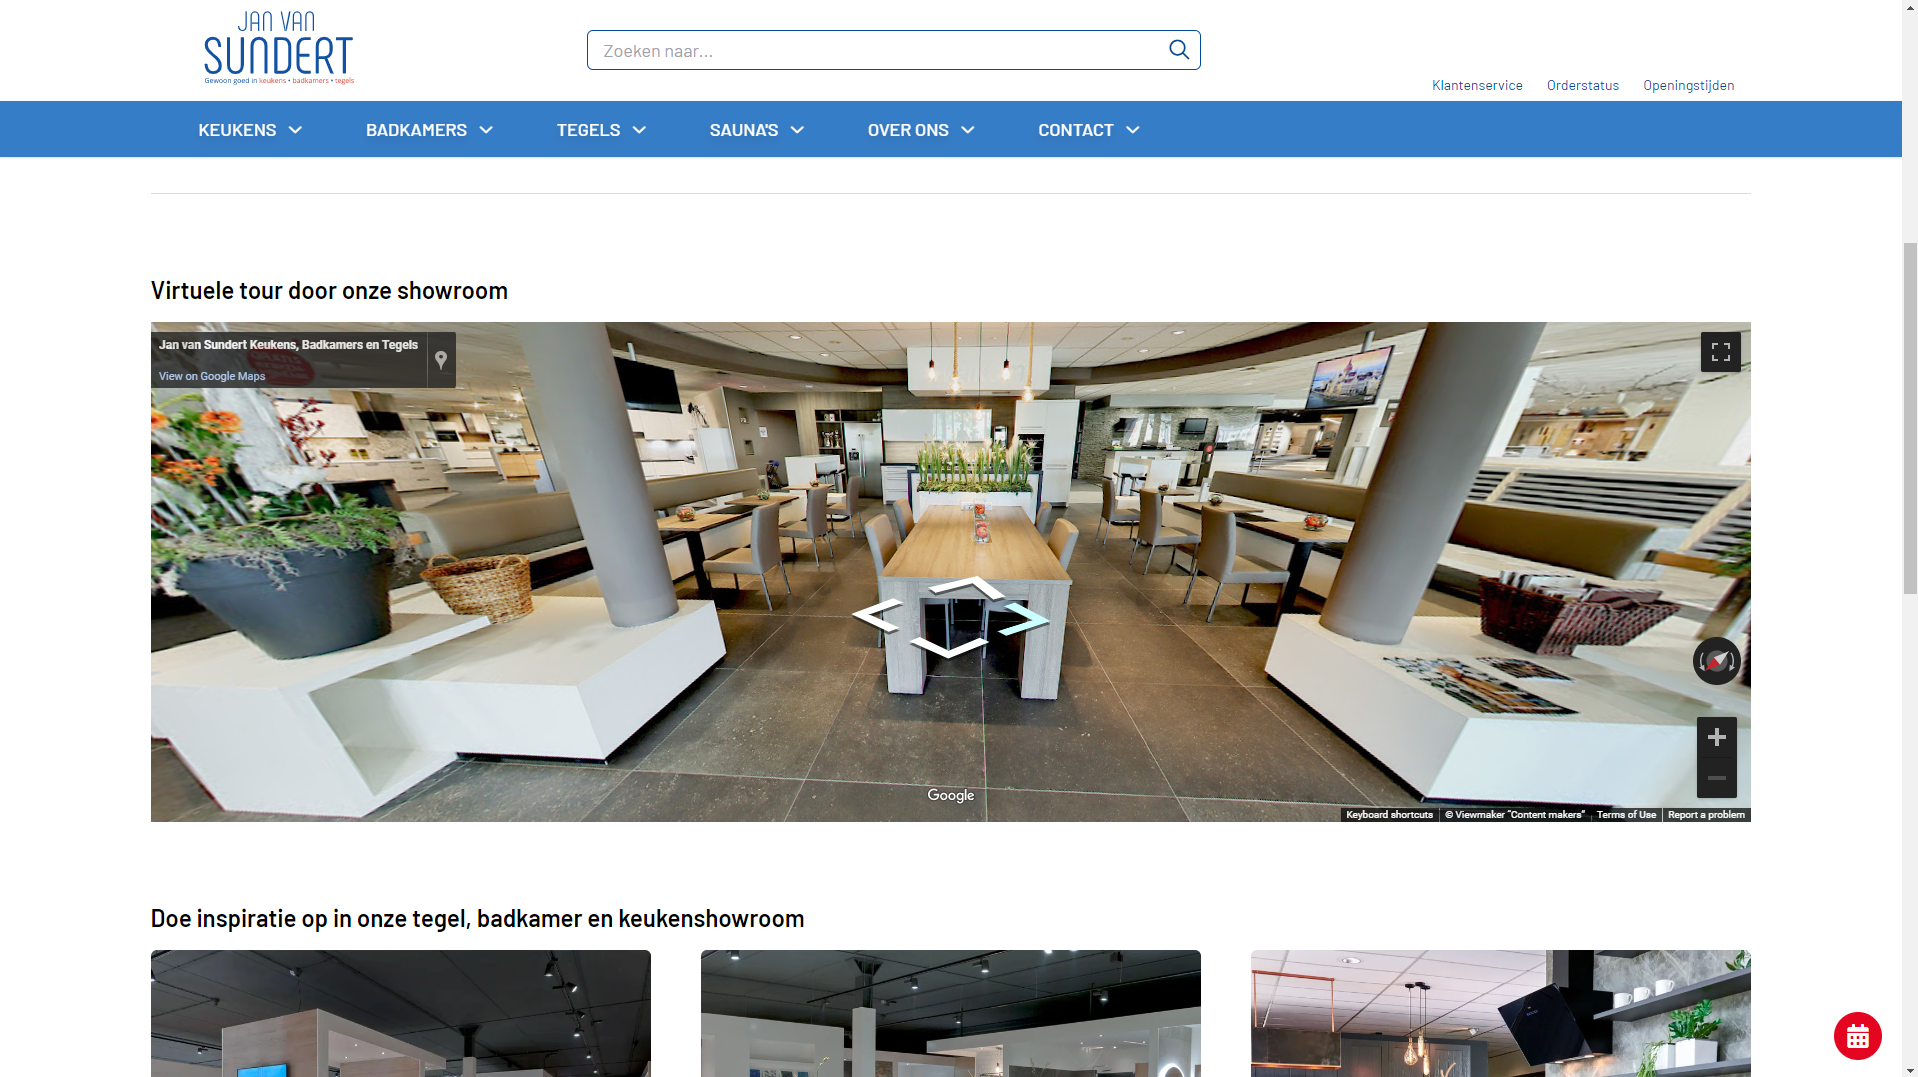 JAN VAN
SUNDERT
Gewoon goed in keukens • badkamers • tegels
Zoeken naar...
Klantenservice
Orderstatus
Openingstijden
KEUKENS
BADKAMERS
TEGELS
SAUNA'S
OVER ONS
CONTACT
Virtuele tour door onze showroom
Jan van Sundert Keukens, Badkamers en Tegels
View on Google Maps
Google
Keyboard shortcuts
© Viewmaker "Content makers"
Terms of Use
Report a problem
Doe inspiratie op in onze tegel, badkamer en keukenshowroom